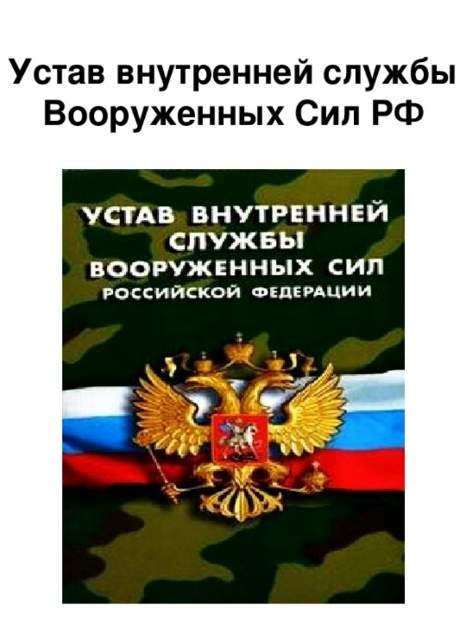 Устав внутренней службы
Вооруженных Сил РФ
УСТАВ ВНУТРЕННЕЙ
СЛУЖБЫ
ВООРУЖЕННЫХ СИЛ
РОССИЙСКОЙ ФЕДЕРАЦИИ